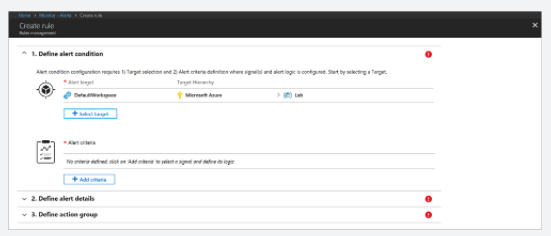 Home > Monitor - Alerts > Create rule
Create rule
Rules management
1. Define alert condition
Alert condition configuration requires 1) Target selection and 2) Alert criteria definition where signal(s) and alert logic is configured. Start by selecting a Target.
* Alert target Target Hierarchy
DefaultWorkspace Microsoft Azure > Lab
+ Select target
* Alert criteria
No criteria defined, click on 'Add criteria' to select a signal and define its logic
+ Add criteria
2. Define alert details
3. Define action group